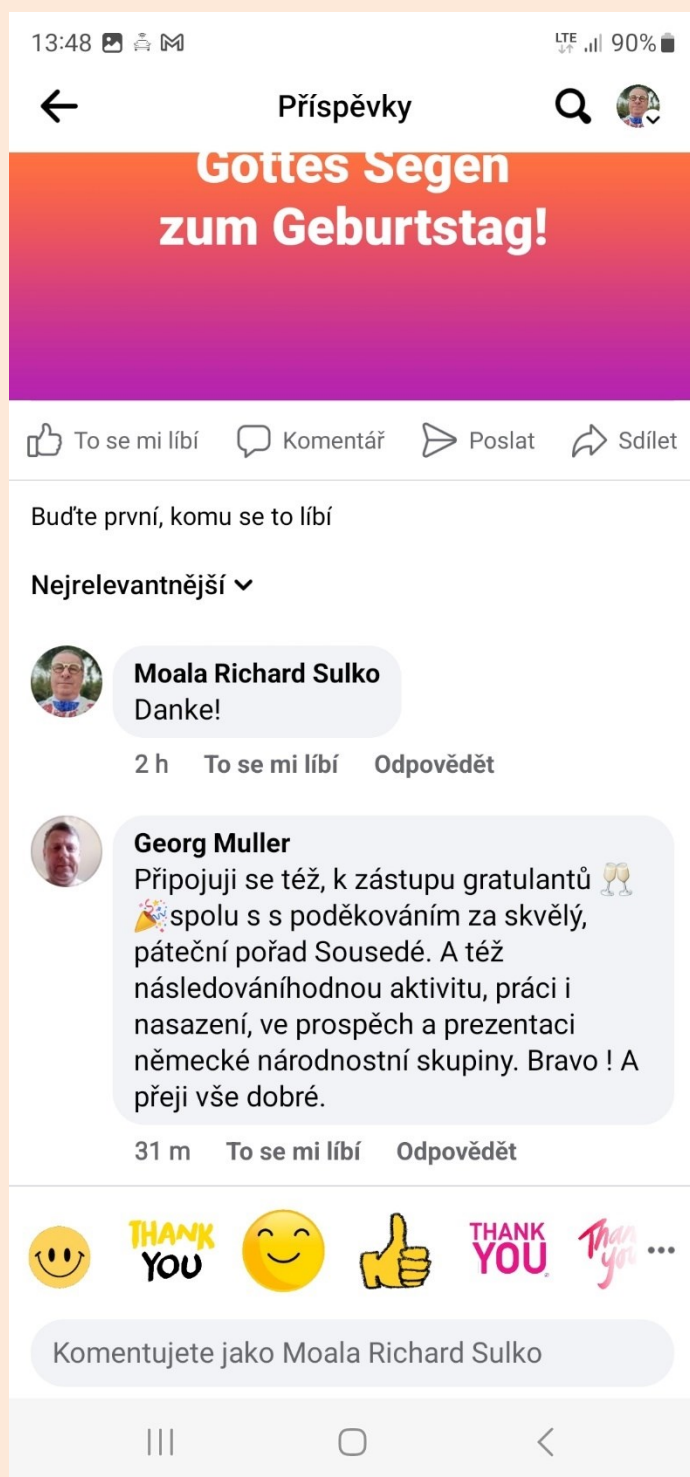 13:48 LTE 90%
Příspěvky
Gottes Segen
zum Geburtstag!
To se mi líbí Komentář Poslat Sdílet
Buďte první, komu se to líbí
Nejrelevantnější
Moala Richard Sulko
Danke!
2 h To se mi líbí Odpovědět
Georg Muller
Připojuji se též, k zástupu gratulantů 🥂
🎉spolu s s poděkováním za skvělý,
páteční pořad Sousedé. A též
následováníhodnou aktivitu, práci i
nasazení, ve prospěch a prezentaci
německé národnostní skupiny. Bravo ! A
přeji vše dobré.
31 m To se mi líbí Odpovědět
THANK
YOU
THANK
YOU
Thank
you
Komentujete jako Moala Richard Sulko